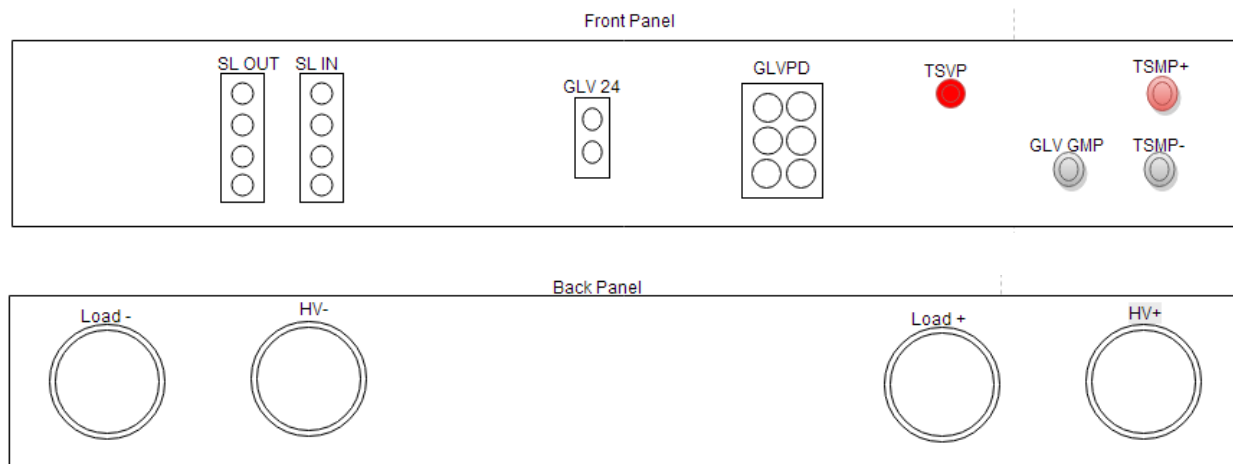 Front Panel
SL OUT SL IN
GLV 24
GLVPD
TSVP
TSMP+
GLV GMP
TSMP-
Back Panel
Load -
HV-
Load +
HV+